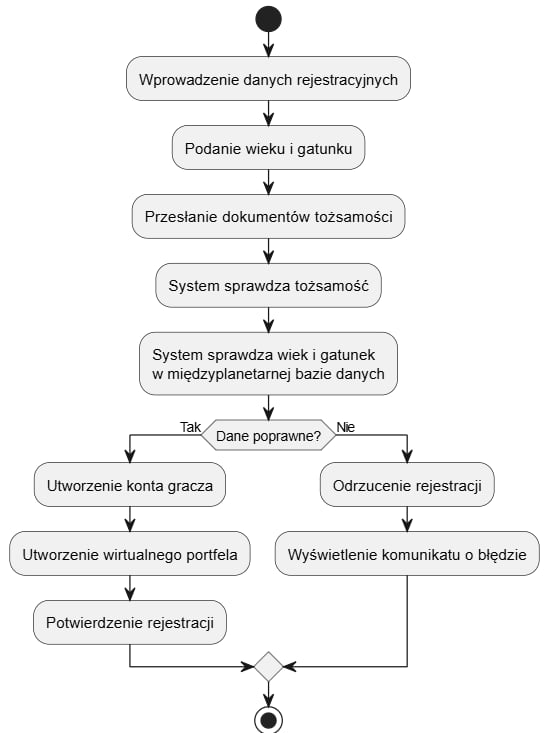 Wprowadzenie danych rejestracyjnych
Podanie wieku i gatunku
Przesłanie dokumentów tożsamości
System sprawdza tożsamość
System sprawdza wiek i gatunek
w międzyplanetarnej bazie danych
Tak
Dane poprawne?
Nie
Utworzenie konta gracza
Odrzucenie rejestracji
Utworzenie wirtualnego portfela
Wyświetlenie komunikatu o błędzie
Potwierdzenie rejestracji